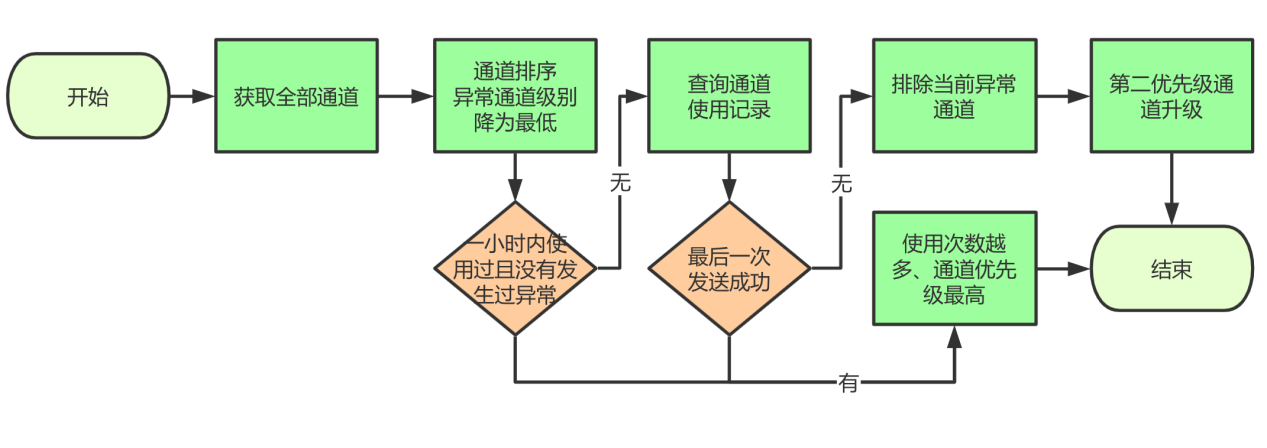 开始
获取全部通道
通道排序
异常通道级别
降为最低
一小时内使
用过且没有发
生过异常
无
查询通道
使用记录
最后一次
发送成功
无
排除当前异常
通道
第二优先级通
道升级
使用次数越
多、通道优先
级最高
结束
有